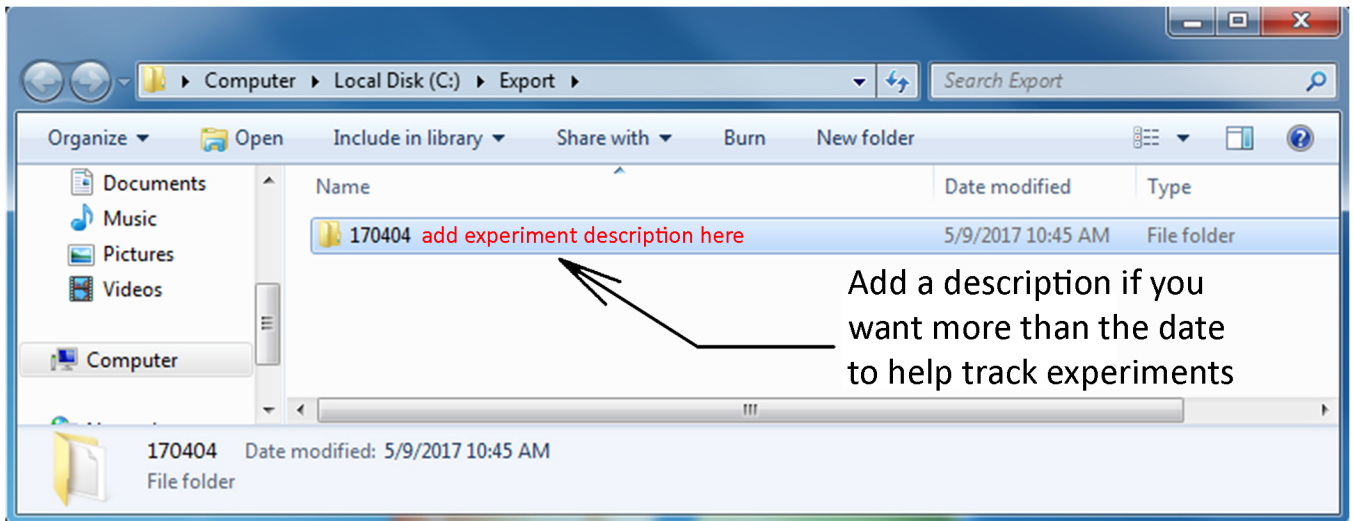 Computer Local Disk (C:) Export Search Export
Organize Open Include in library Share with Burn New folder
Documents
Music
Pictures
Videos
Computer
Name Date modified Type
170404 add experiment description here 5/9/2017 10:45 AM File folder
Add a description if you
want more than the date
to help track experiments
170404 Date modified: 5/9/2017 10:45 AM
File folder